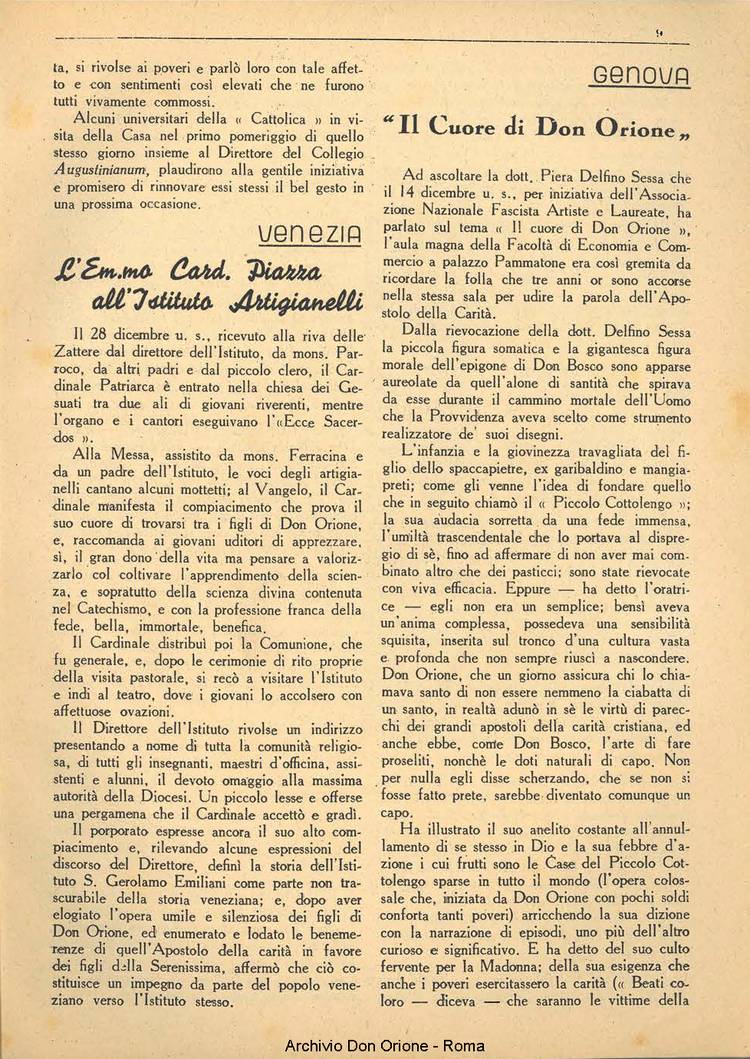 9
ta, si rivolse ai poveri e parlò loro con tale affet-
to e con sentimenti così elevati che ne furono
tutti vivamente commossi.
Alcuni universitari della « Cattolica » in vi-
sita della Casa nel primo pomeriggio di quello
stesso giorno insieme al Direttore del Collegio
Augustinianum, plaudirono alla gentile iniziativa
e promisero di rinnovare essi stessi il bel gesto in
una prossima occasione.
VENEZIA
L'Em.mo Card. Piazza
all'Istituto Artigianelli
Il 28 dicembre u. s., ricevuto alla riva delle
Zattere dal direttore dell'Istituto, da mons. Par-
roco, da altri padri e dal piccolo clero, il Car-
dinale Patriarca è entrato nella chiesa dei Ge-
suati tra due ali di giovani riverenti, mentre
l'organo e i cantori eseguivano l'«Ecce Sacer-
dos ».
Alla Messa, assistito da mons. Ferracina e
da un padre dell'Istituto, le voci degli artigia-
nelli cantano alcuni mottetti; al Vangelo, il Car-
dinale manifesta il compiacimento che prova il
suo cuore di trovarsi tra i figli di Don Orione,
e, raccomanda ai giovani uditori di apprezzare,
sì, il gran dono della vita ma pensare a valoriz-
zarlo col coltivare l'apprendimento della scien-
za, e sopratutto della scienza divina contenuta
nel Catechismo, e con la professione franca della
fede, bella, immortale, benefica.
Il Cardinale distribuì poi la Comunione, che
fu generale, e, dopo le cerimonie di rito proprie
della visita pastorale, si recò a visitare l'Istituto
e indi al teatro, dove i giovani lo accolsero con
affettuose ovazioni.
Il Direttore dell'Istituto rivolse un indirizzo
presentando a nome di tutta la comunità religio-
sa, di tutti gli insegnanti, maestri d'officina, assi-
stenti e alunni, il devoto omaggio alla massima
autorità della Diocesi. Un piccolo lesse e offerse
una pergamena che il Cardinale accettò e gradì.
Il porporato espresse ancora il suo alto com-
piacimento e, rilevando alcune espressioni del
discorso del Direttore, definì la storia dell'Isti-
tuto S. Gerolamo Emiliani come parte non tra-
scurabile della storia veneziana; e, dopo aver
elogiato l'opera umile e silenziosa dei figli di
Don Orione, ed enumerato e lodato le beneme-
renze di quell'Apostolo della carità in favore
dei figli della Serenissima, affermò che ciò co-
stituisce un impegno da parte del popolo vene-
ziano verso l'Istituto stesso.
GENOVA
“Il Cuore di Don Orione„
Ad ascoltare la dott. Piera Delfino Sessa che
il 14 dicembre u. s., per iniziativa dell'Associa-
zione Nazionale Fascista Artiste e Laureate, ha
parlato sul tema « Il cuore di Don Orione »,
l'aula magna della Facoltà di Economia e Com-
mercio a palazzo Pammatone era così gremita da
ricordare la folla che tre anni or sono accorse
nella stessa sala per udire la parola dell'Apo-
stolo della Carità.
Dalla rievocazione della dott. Delfino Sessa
la piccola figura somatica e la gigantesca figura
morale dell'epigone di Don Bosco sono apparse
aureolate da quell'alone di santità che spirava
da esse durante il cammino mortale dell'Uomo
che la Provvidenza aveva scelto come strumento
realizzatore de' suoi disegni.
L'infanzia e la giovinezza travagliata del fi-
glio dello spaccapietre, ex garibaldino e mangia-
preti; come gli venne l'idea di fondare quello
che in seguito chiamò il « Piccolo Cottolengo »;
la sua audacia sorretta da una fede immensa,
l'umiltà trascendentale che lo portava al dispre-
gio di sè, fino ad affermare di non aver mai com-
binato altro che dei pasticci; sono state rievocate
con viva efficacia. Eppure — ha detto l'oratri-
ce — egli non era un semplice; bensì aveva
un'anima complessa, possedeva una sensibilità
squisita, inserita sul tronco d'una cultura vasta
e profonda che non sempre riuscì a nascondere.
Don Orione, che un giorno assicura chi lo chia-
mava santo di non essere nemmeno la ciabatta di
un santo, in realtà adunò in sè le virtù di parec-
chi dei grandi apostoli della carità cristiana, ed
anche ebbe, come Don Bosco, l'arte di fare
proseliti, nonchè le doti naturali di capo. Non
per nulla egli disse scherzando, che se non si
fosse fatto prete, sarebbe diventato comunque un
capo.
Ha illustrato il suo anelito costante all'annul-
lamento di se stesso in Dio e la sua febbre d'a-
zione i cui frutti sono le Case del Piccolo Cot-
tolengo sparse in tutto il mondo (l'opera colos-
sale che, iniziata da Don Orione con pochi soldi
conforta tanti poveri) arricchendo la sua dizione
con la narrazione di episodi, uno più dell'altro
curioso e significativo. E ha detto del suo culto
fervente per la Madonna; della sua esigenza che
anche i poveri esercitassero la carità (« Beati co-
loro — diceva — che saranno le vittime della
Archivio Don Orione - Roma